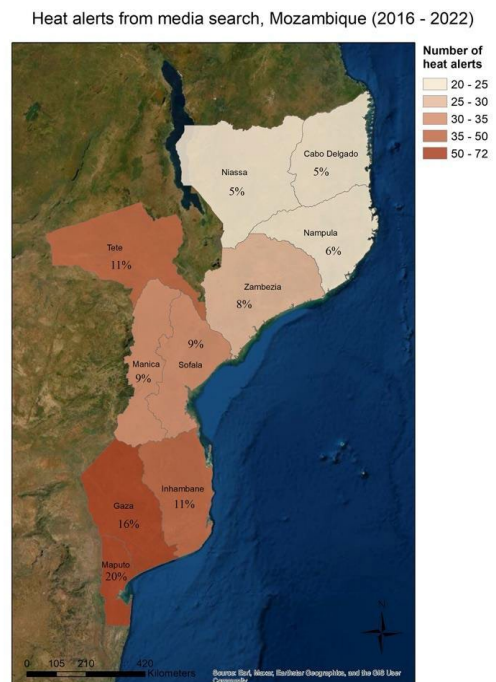 Heat alerts from media search, Mozambique (2016 - 2022)
Number of
heat alerts
20 - 25
25 - 30
30 - 35
35 - 50
50 - 72
Cabo Delgado
5%
Niassa
5%
Nampula
6%
Tete
11%
Zambezia
8%
9%
Sofala
Manica
9%
Inhambane
11%
Gaza
16%
Maputo
20%
N
0 105 210 420
Kilometers
Source: Esri, Maxar, Earthstar Geographics, and the GIS User
Community